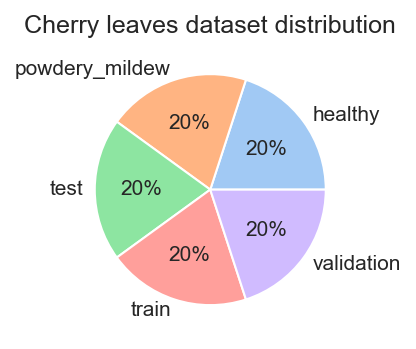 Cherry leaves dataset distribution
powdery_mildew
healthy
20%
20%
test
20%
20%
20%
validation
train